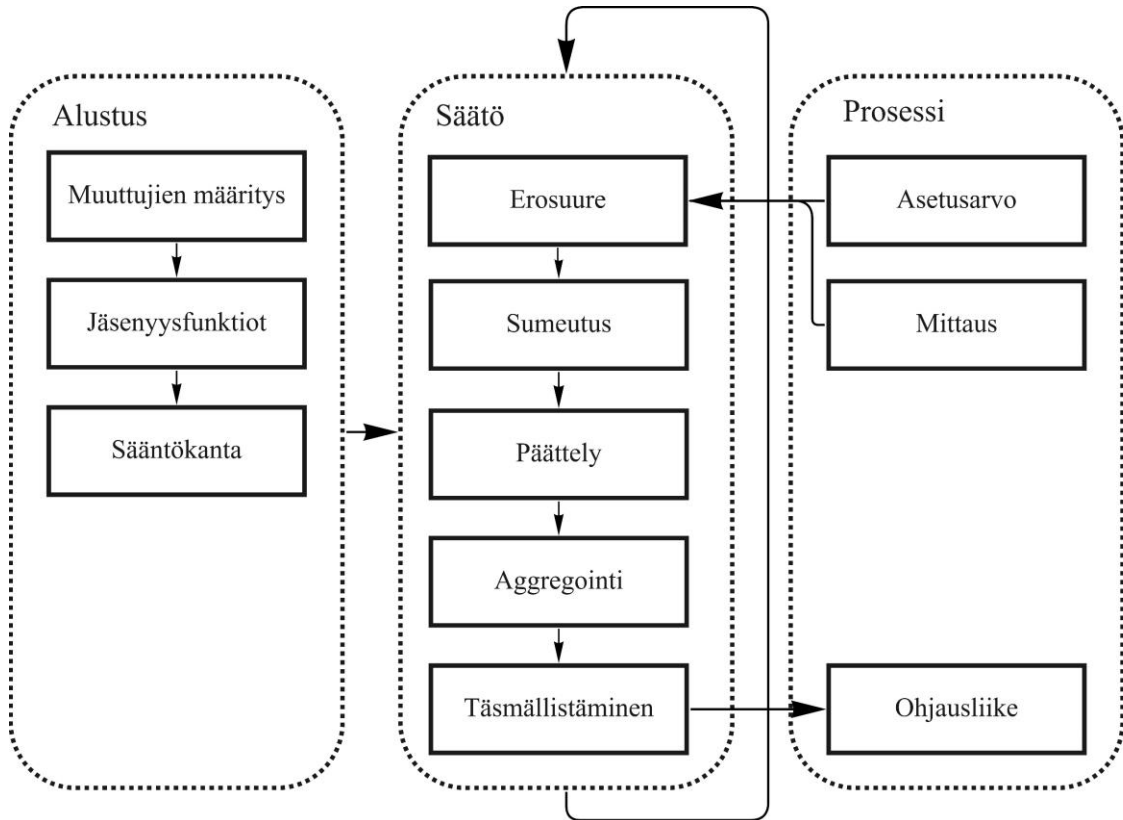 Alustus
Muuttujien määritys
Jäsenyysfunktiot
Sääntökanta
Säätö
Erosuure
Sumeutus
Päättely
Aggregointi
Täsmällistäminen
Prosessi
Asetusarvo
Mittaus
Ohjausliike